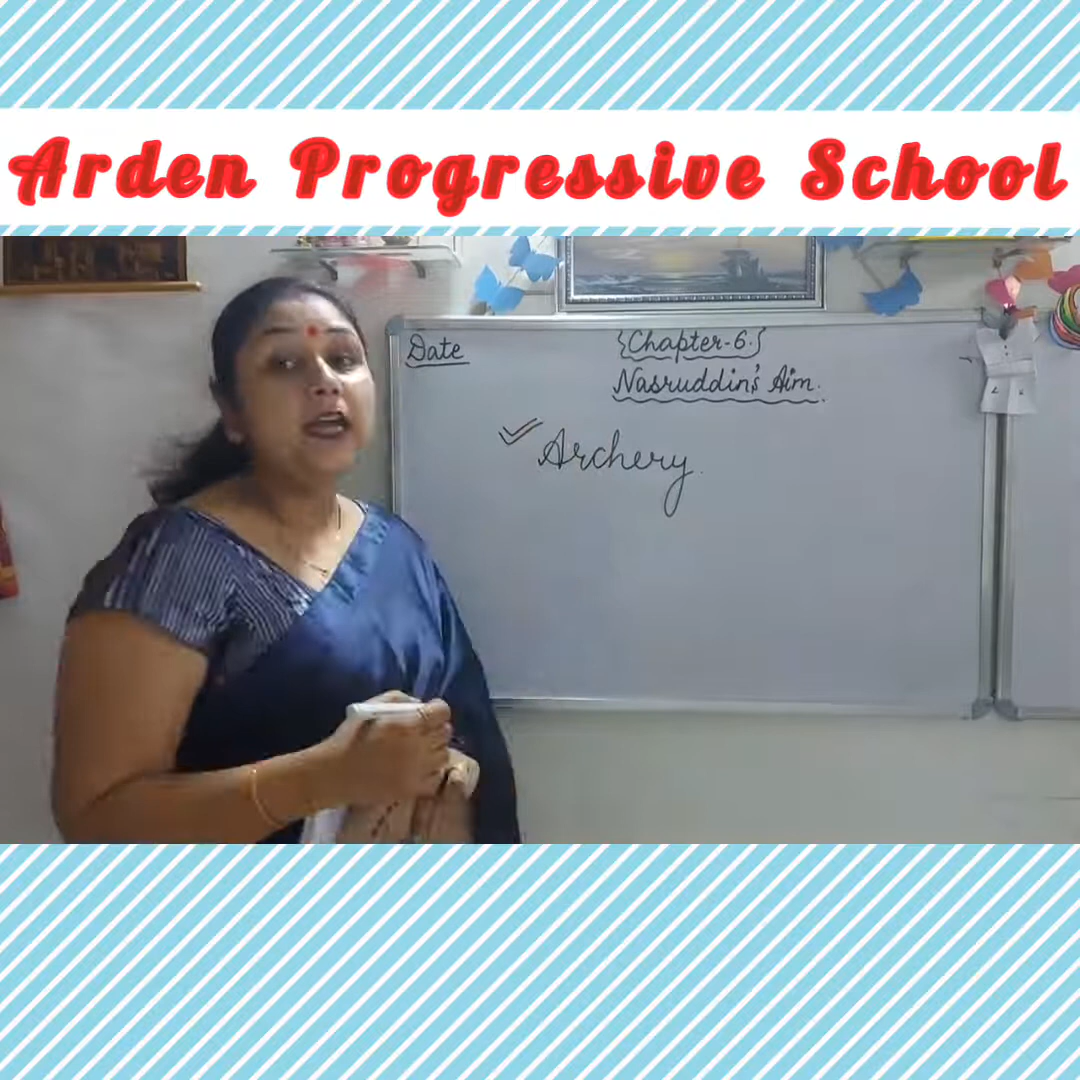 Arden Progressive School
Date
{Chapter-6.}
Nasruddin's Aim.
Archery.